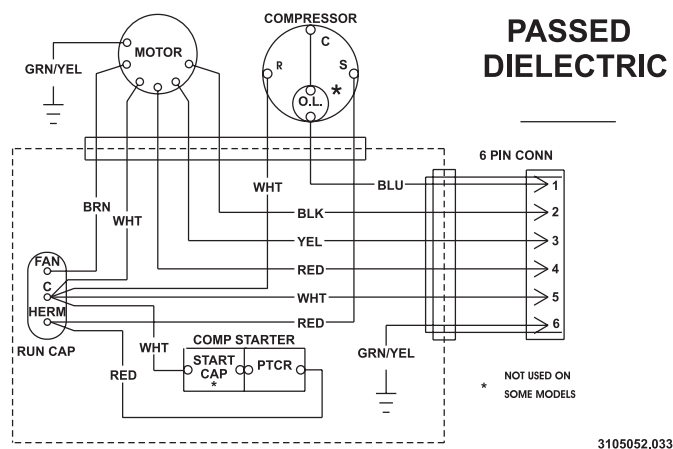 COMPRESSOR
PASSED
DIELECTRIC
MOTOR
C
R
S
GRN/YEL
O.L.
*
6 PIN CONN
WHT
BLU
1
BRN
WHT
BLK
2
YEL
3
FAN
RED
4
C
WHT
5
HERM
RED
6
RUN CAP
WHT
COMP STARTER
GRN/YEL
START
CAP
*
PTCR
RED
* NOT USED ON
SOME MODELS
3105052.033